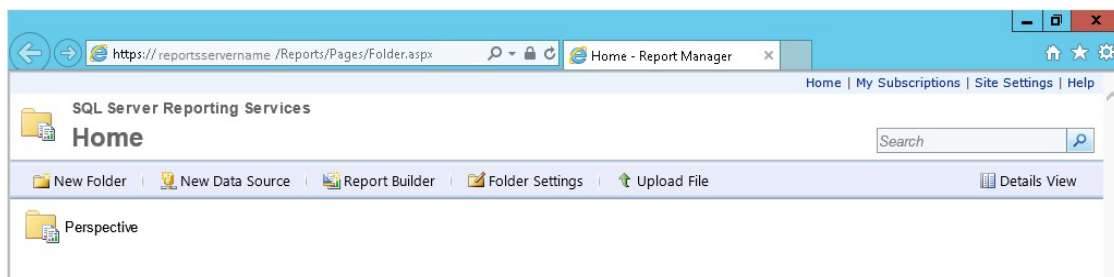 https:// reportsservername /Reports/Pages/Folder.aspx
Home - Report Manager
Home | My Subscriptions | Site Settings | Help
SQL Server Reporting Services
Home
Search
New Folder | New Data Source | Report Builder | Folder Settings | Upload File
Details View
Perspective